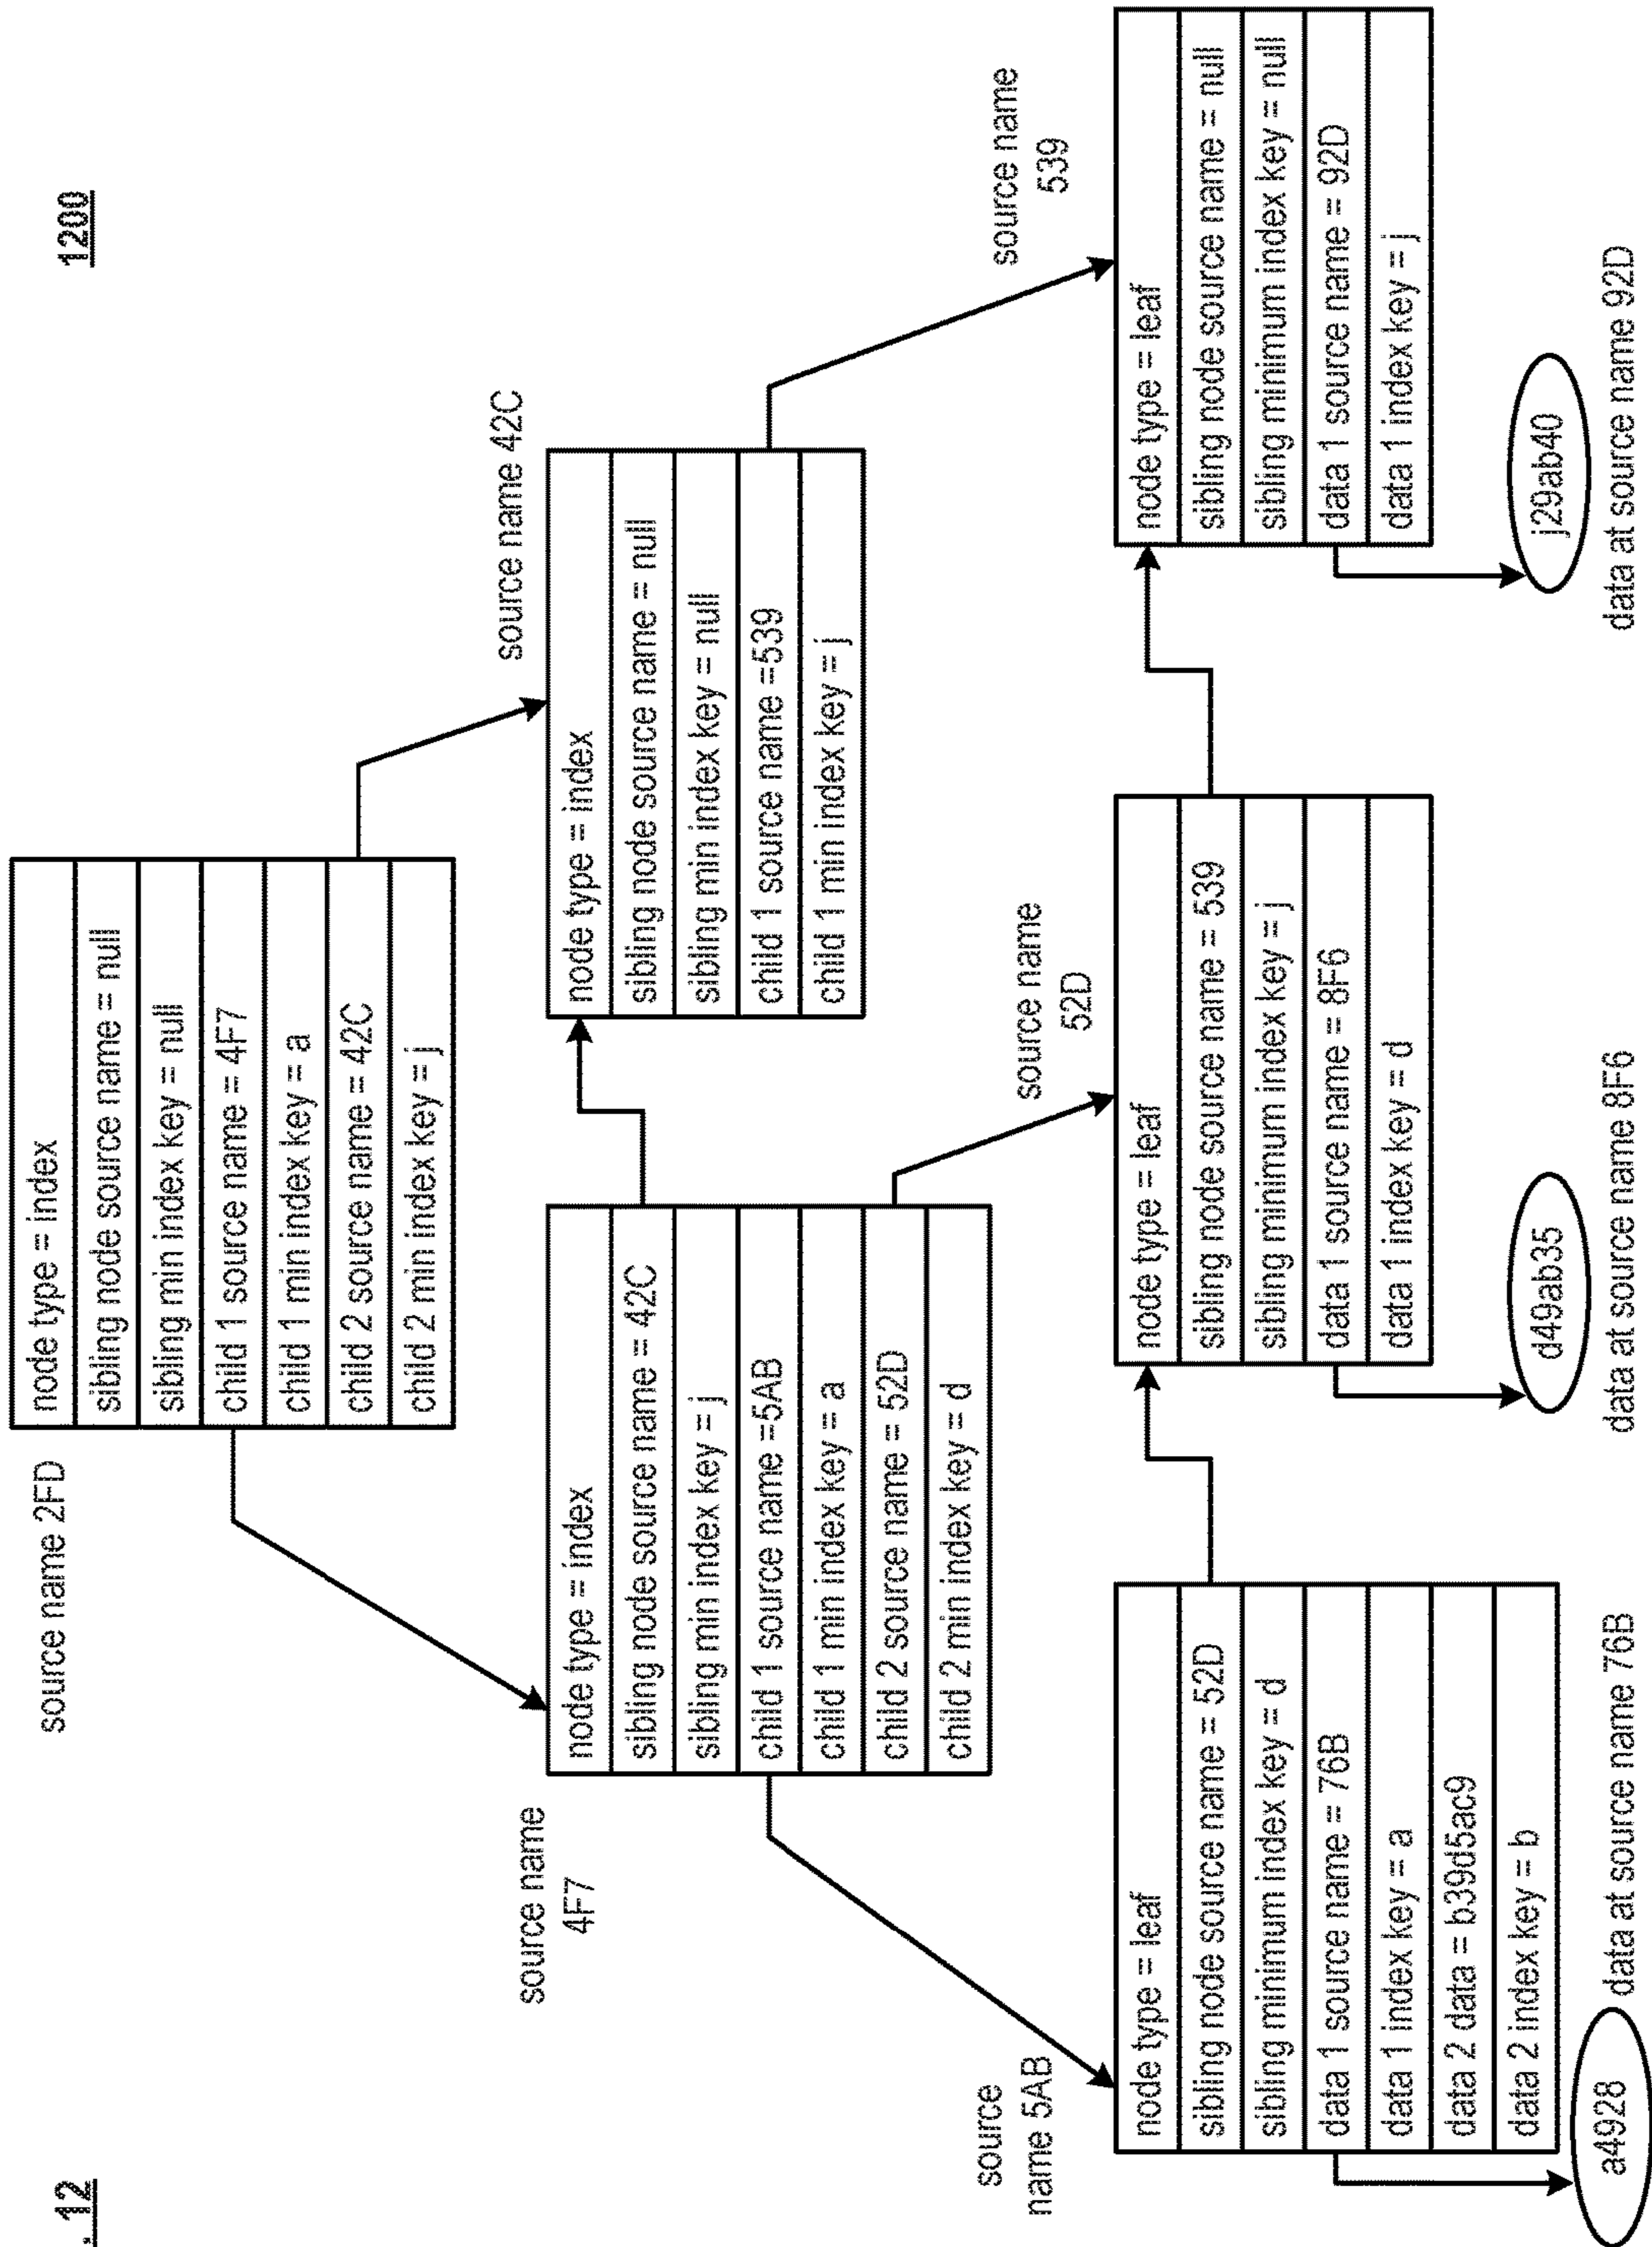 . 12
1200
source name 2FD
node type = index
sibling node source name = null
sibling min index key = null
child 1 source name = 4F7
child 1 min index key = a
child 2 source name = 42C
child 2 min index key = j
source name
4F7
node type = index
sibling node source name = 42C
sibling min index key = j
child 1 source name =5AB
child 1 min index key = a
child 2 source name = 52D
child 2 min index key = d
source name 42C
node type = index
sibling node source name = null
sibling min index key = null
child 1 source name =539
child 1 min index key = j
source
name 5AB
node type = leaf
sibling node source name = 52D
sibling minimum index key = d
data 1 source name = 76B
data 1 index key = a
data 2 data = b39d5ac9
data 2 index key = b
a4928
data at source name 76B
source name
52D
node type = leaf
sibling node source name = 539
sibling minimum index key = j
data 1 source name = 8F6
data 1 index key = d
d49ab35
data at source name 8F6
source name
539
node type = leaf
sibling node source name = null
sibling minimum index key = null
data 1 source name = 92D
data 1 index key = j
j29ab40
data at source name 92D